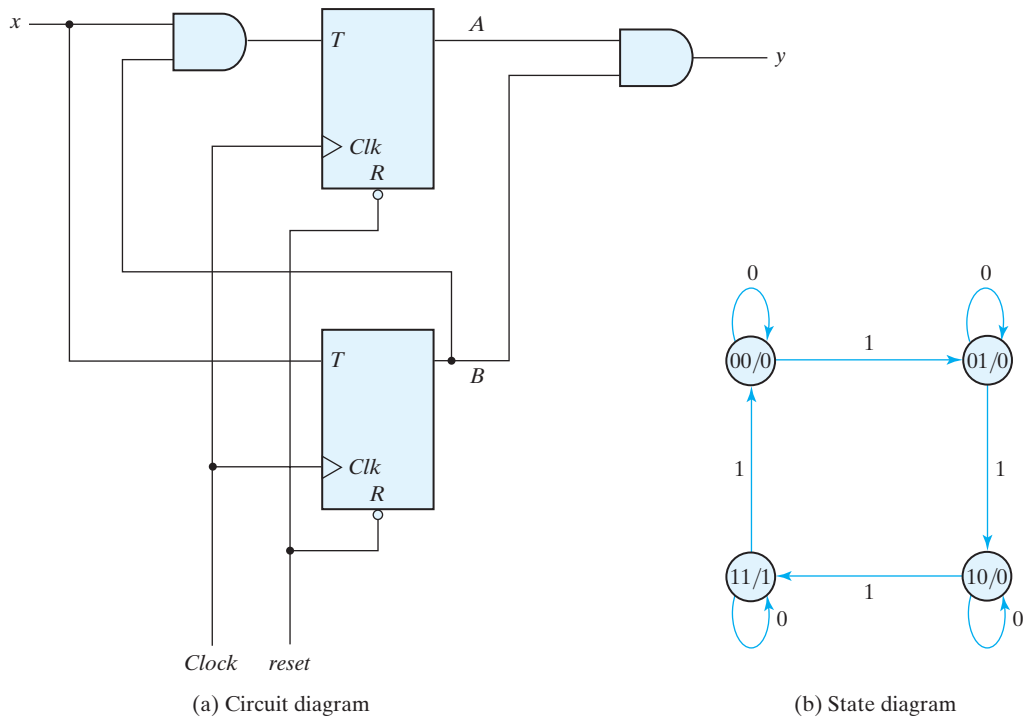 x
T
A
y
Clk
R
T
B
Clk
R
Clock reset
(a) Circuit diagram
0 0
00/0 1 01/0
1 1
11/1 1 10/0
0 0
(b) State diagram